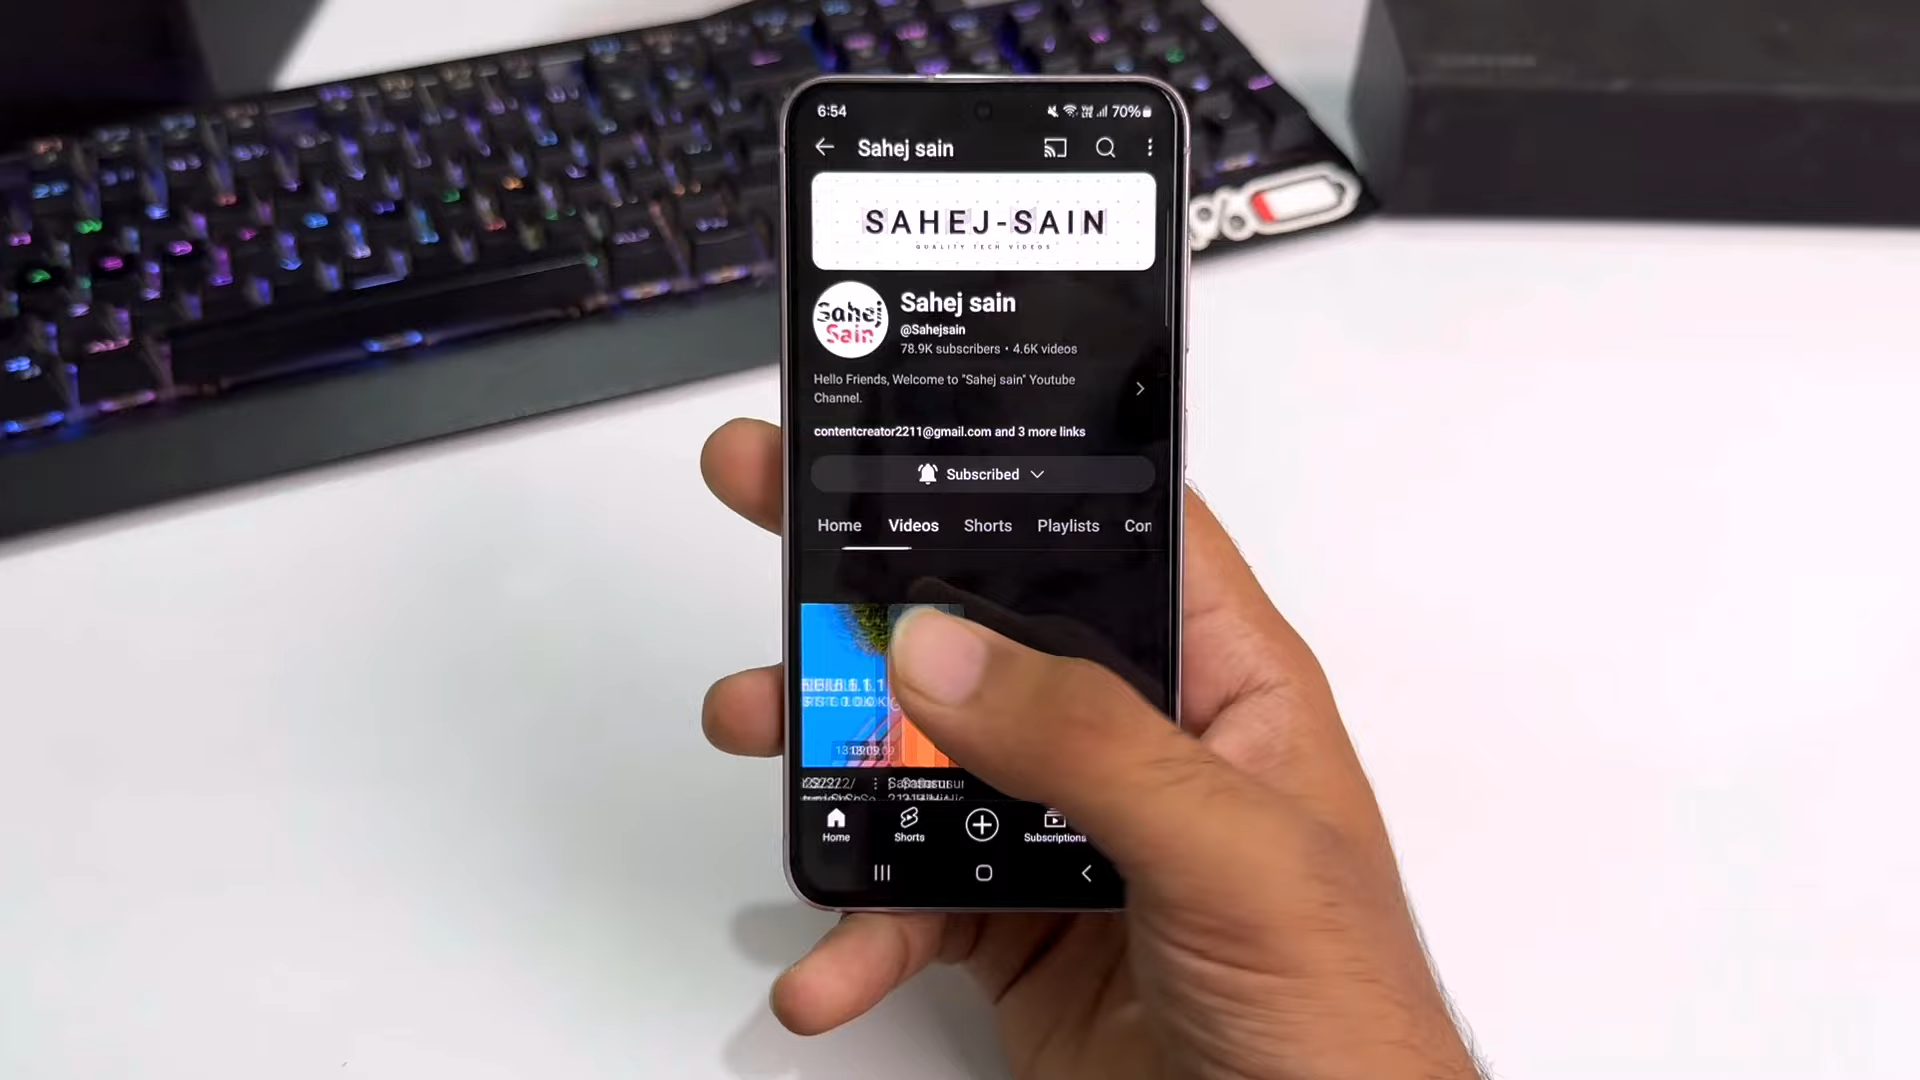 6:54
70%
Sahej sain
SAHEJ-SAIN
QUALITY TECH VIDEOS
Sahej Sain
Sahej sain
@Sahejsain
78.9K subscribers • 4.6K videos
Hello Friends, Welcome to "Sahej sain" Youtube
Channel.
contentcreator2211@gmail.com and 3 more links
Subscribed
Home Videos Shorts Playlists Con
Home Shorts Subscriptions
%